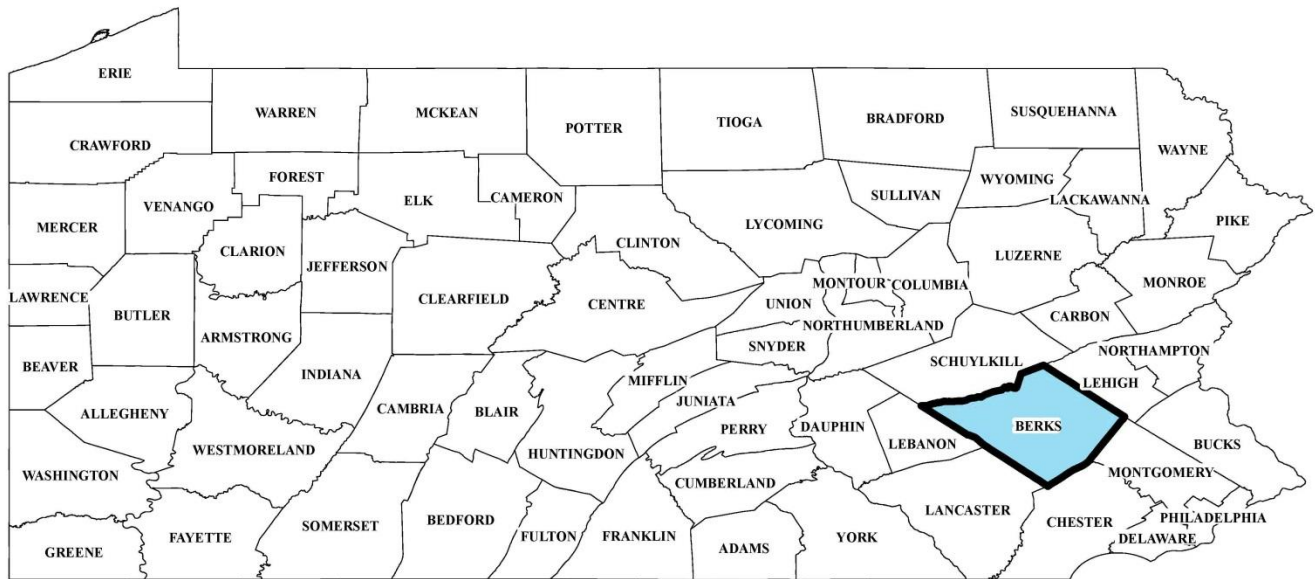 ERIE
WARREN
MCKEAN
POTTER
TIOGA
BRADFORD
SUSQUEHANNA
WAYNE
CRAWFORD
FOREST
ELK
CAMERON
SULLIVAN
WYOMING
LACKAWANNA
PIKE
MERCER
VENANGO
CLARION
JEFFERSON
CLINTON
LYCOMING
LUZERNE
MONROE
LAWRENCE
BUTLER
CLEARFIELD
CENTRE
UNION
MONTOUR
COLUMBIA
CARBON
ARMSTRONG
NORTHUMBERLAND
SNYDER
SCHUYLKILL
NORTHAMPTON
LEHIGH
BEAVER
INDIANA
MIFFLIN
JUNIATA
ALLEGHENY
CAMBRIA
BLAIR
PERRY
DAUPHIN
LEBANON
BERKS
BUCKS
WASHINGTON
WESTMORELAND
HUNTINGDON
CUMBERLAND
MONTGOMERY
GREENE
FAYETTE
SOMERSET
BEDFORD
FULTON
FRANKLIN
ADAMS
YORK
LANCASTER
CHESTER
DELAWARE
PHILADELPHIA